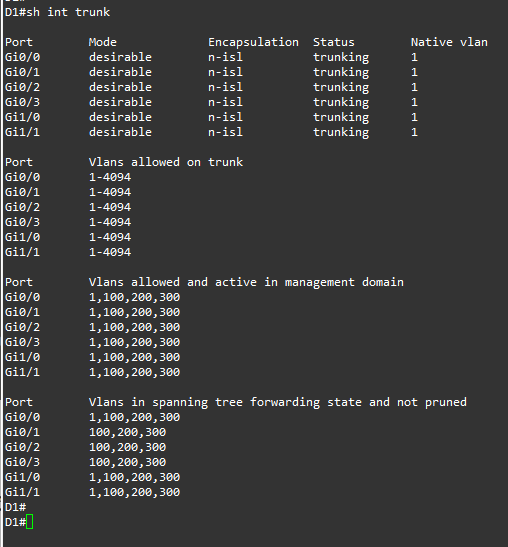 D1#sh int trunk
Port Mode Encapsulation Status Native vlan
Gi0/0 desirable n-isl trunking 1
Gi0/1 desirable n-isl trunking 1
Gi0/2 desirable n-isl trunking 1
Gi0/3 desirable n-isl trunking 1
Gi1/0 desirable n-isl trunking 1
Gi1/1 desirable n-isl trunking 1
Port Vlans allowed on trunk
Gi0/0 1-4094
Gi0/1 1-4094
Gi0/2 1-4094
Gi0/3 1-4094
Gi1/0 1-4094
Gi1/1 1-4094
Port Vlans allowed and active in management domain
Gi0/0 1,100,200,300
Gi0/1 1,100,200,300
Gi0/2 1,100,200,300
Gi0/3 1,100,200,300
Gi1/0 1,100,200,300
Gi1/1 1,100,200,300
Port Vlans in spanning tree forwarding state and not pruned
Gi0/0 1,100,200,300
Gi0/1 100,200,300
Gi0/2 100,200,300
Gi0/3 100,200,300
Gi1/0 1,100,200,300
Gi1/1 1,100,200,300
D1#
D1#